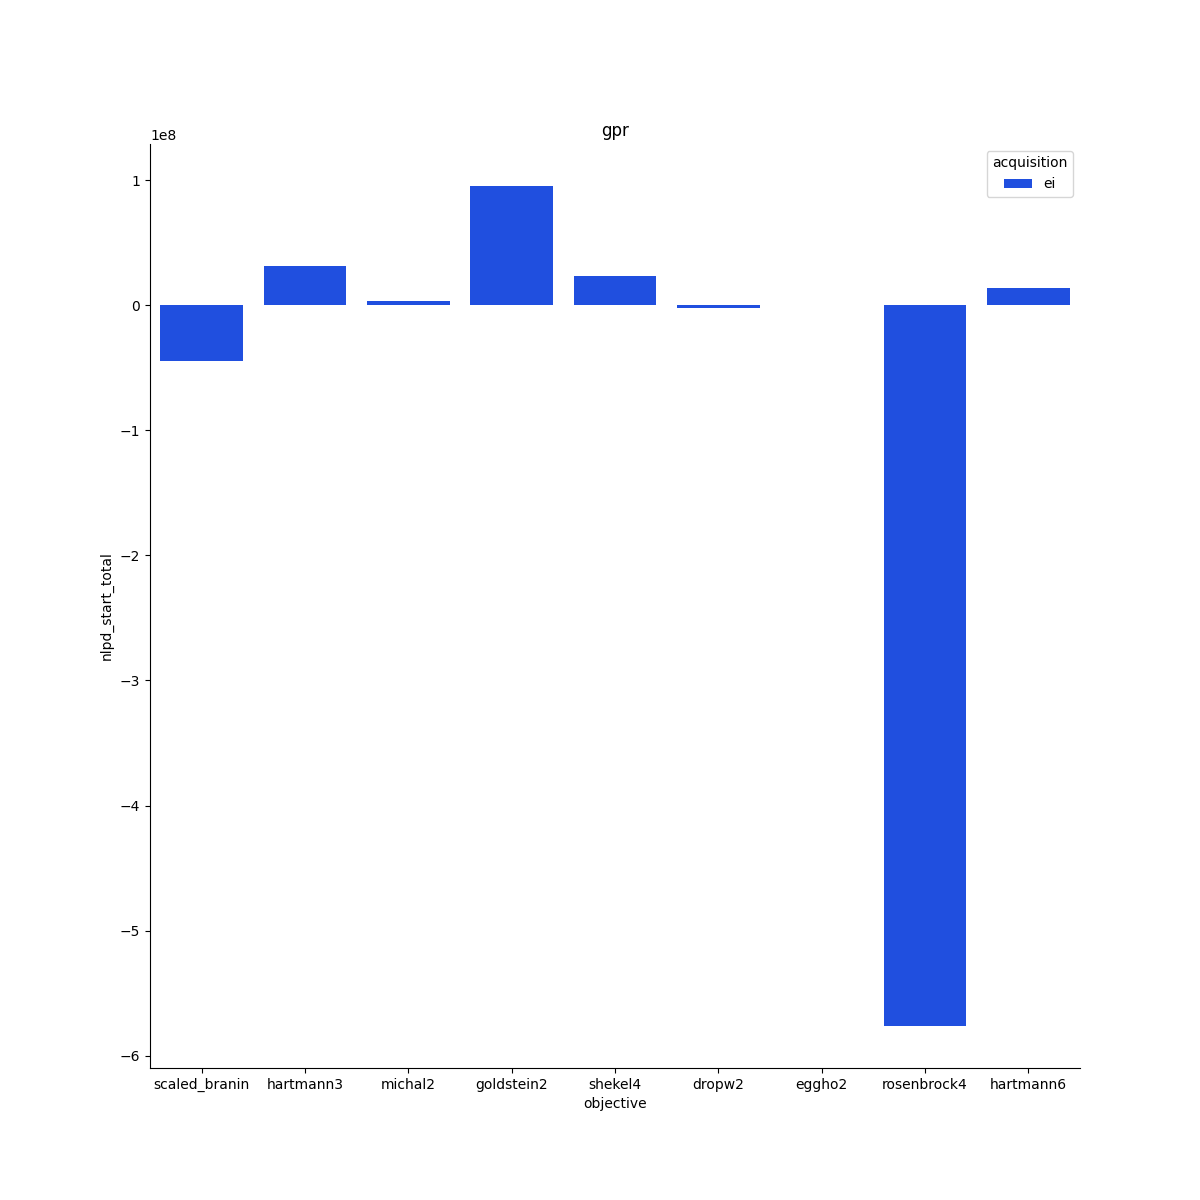 gpr
1e8
acquisition
ei
1
0
−1
−2
−3
−4
−5
−6
nlpd_start_total
scaled_branin hartmann3 michal2 goldstein2 shekel4 dropw2 eggho2 rosenbrock4 hartmann6
objective